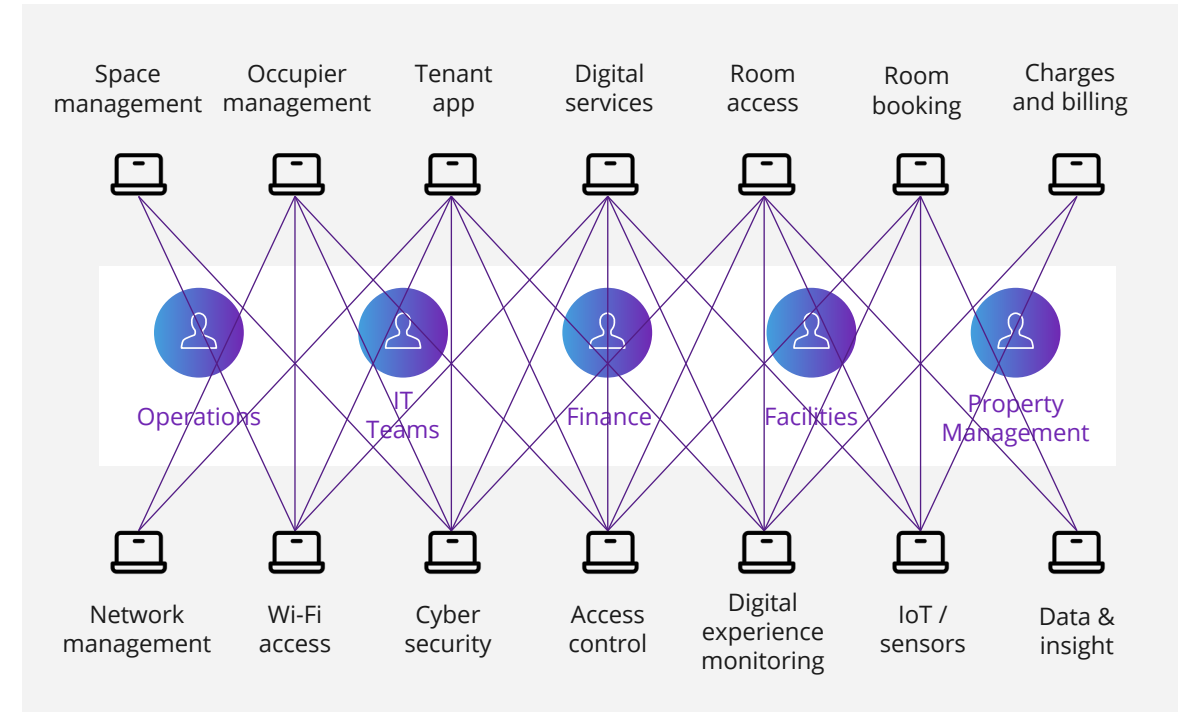 Space
management
Occupier
management
Tenant
app
Digital
services
Room
access
Room
booking
Charges
and billing
Operations
IT
Teams
Finance
Facilities
Property
Management
Network
management
Wi-Fi
access
Cyber
security
Access
control
Digital
experience
monitoring
IoT /
sensors
Data &
insight